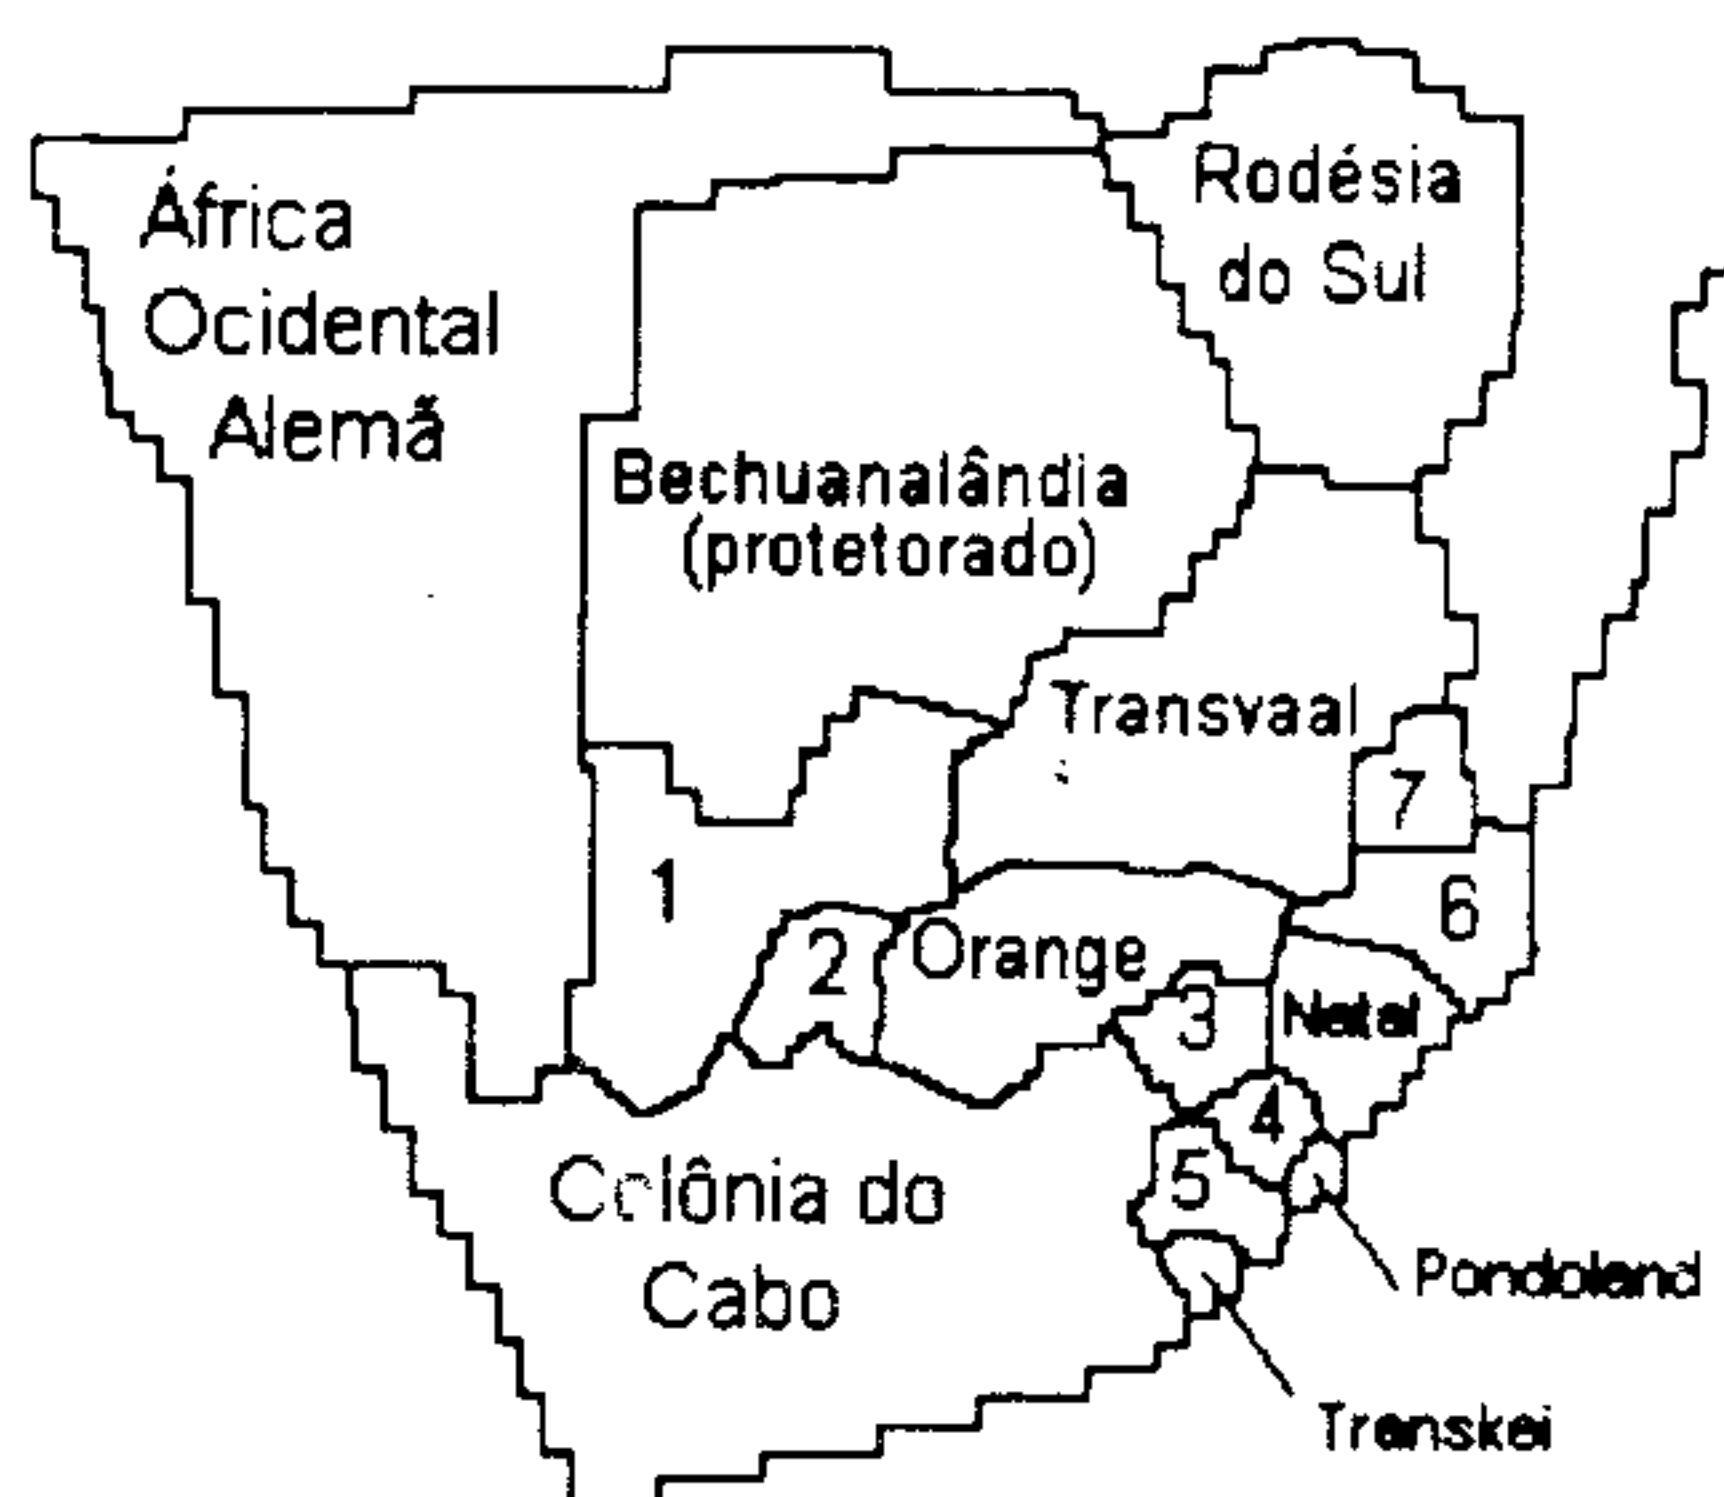 África
Ocidental
Alemã
Rodésia
do Sul
Bechuanalândia
(protetorado)
Transvaal
7
1
6
2
Orange
3
Natal
4
5
Colônia do
Cabo
Pondoland
Transkei